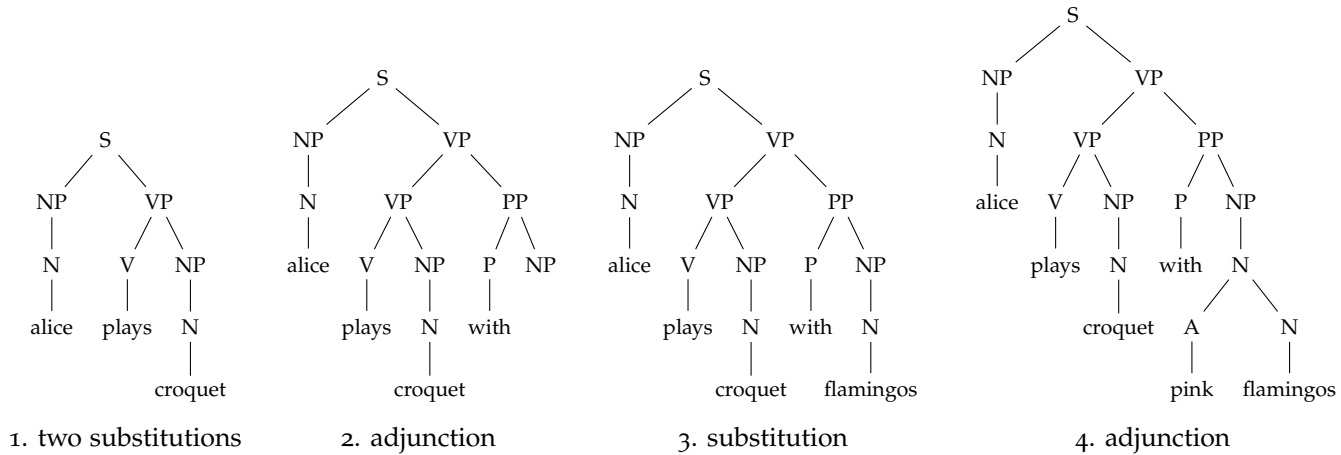 S
NP VP
N V NP
alice plays N
croquet
1. two substitutions
S
NP VP
N VP PP
alice V NP P NP
plays N with
croquet
2. adjunction
S
NP VP
N VP PP
alice V NP P NP
plays N with N
croquet flamingos
3. substitution
S
NP VP
N VP PP
alice V NP P NP
plays N with N
croquet A N
pink flamingos
4. adjunction